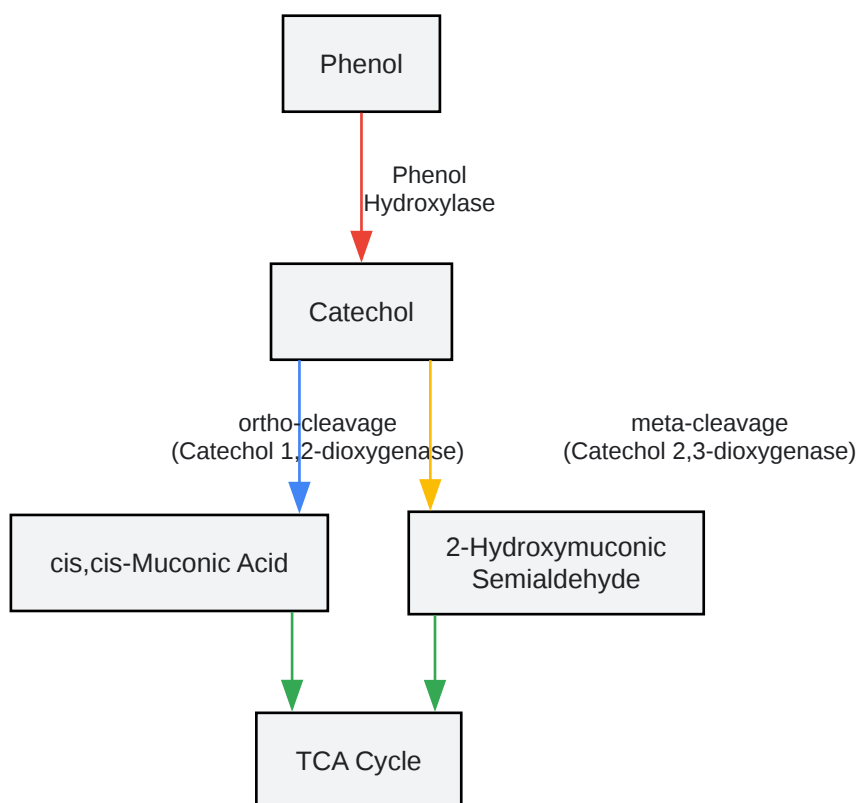 Phenol
Phenol
Hydroxylase
Catechol
ortho-cleavage
(Catechol 1,2-dioxygenase)
meta-cleavage
(Catechol 2,3-dioxygenase)
cis,cis-Muconic Acid
2-Hydroxymuconic
Semialdehyde
TCA Cycle